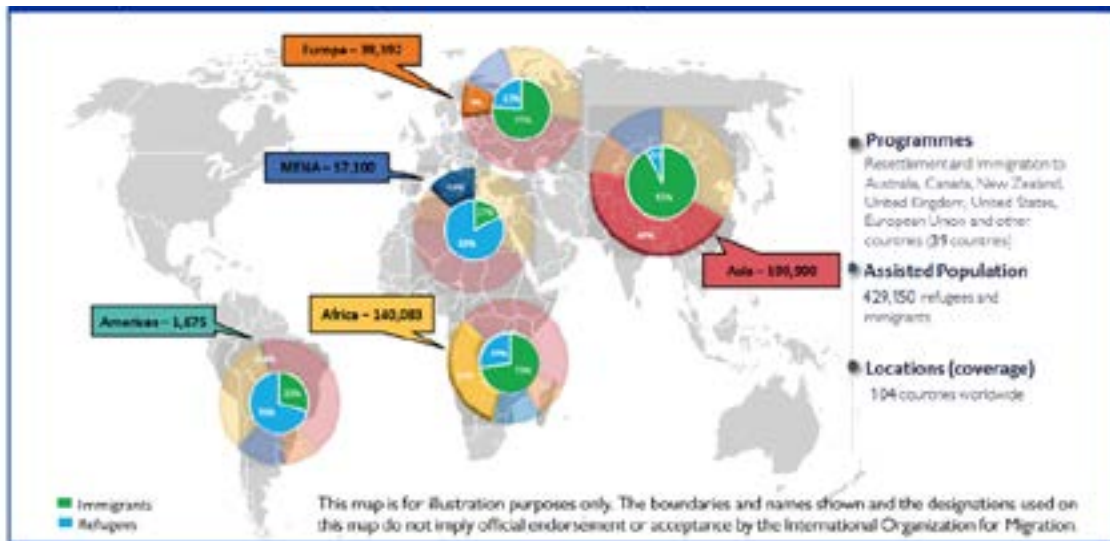 Europe –
MENA – 57,100
Asia –
Americas – 1,675
Africa – 140,083
Programmes
Resettlement and immigration to
Australia, Canada, New Zealand,
United Kingdom, United States,
European Union and other
countries (39 countries)
Assisted Population
429,150 refugees and
immigrants
Locations (coverage)
104 countries worldwide
Immigrants
Refugees
This map is for illustration purposes only. The boundaries and names shown and the designations used on
this map do not imply official endorsement or acceptance by the International Organization for Migration.